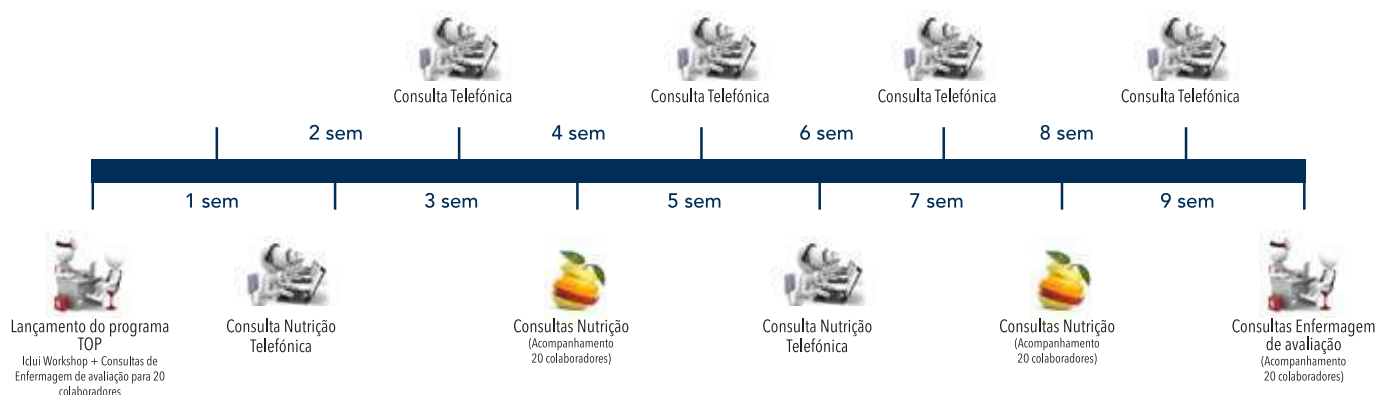 Consulta Telefónica
Consulta Telefónica
Consulta Telefónica
Consulta Telefónica
2 sem
4 sem
6 sem
8 sem
1 sem
3 sem
5 sem
7 sem
9 sem
Lançamento do programa
TOP
Iclui Workshop + Consultas de
Enfermagem de avaliação para 20
colaboradores
Consulta Nutrição
Telefónica
Consultas Nutrição
(Acompanhamento
20 colaboradores)
Consulta Nutrição
Telefónica
Consultas Nutrição
(Acompanhamento
20 colaboradores)
Consultas Enfermagem
de avaliação
(Acompanhamento
20 colaboradores)